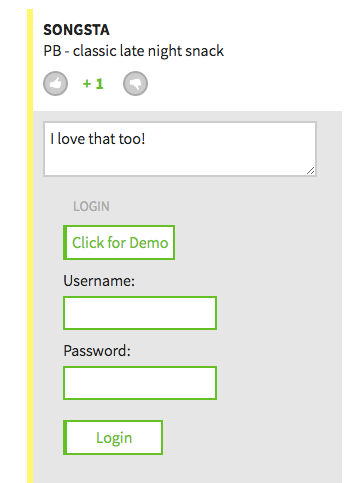 SONGSTA
PB - classic late night snack
+ 1
I love that too!
LOGIN
Click for Demo
Username:
Password:
Login